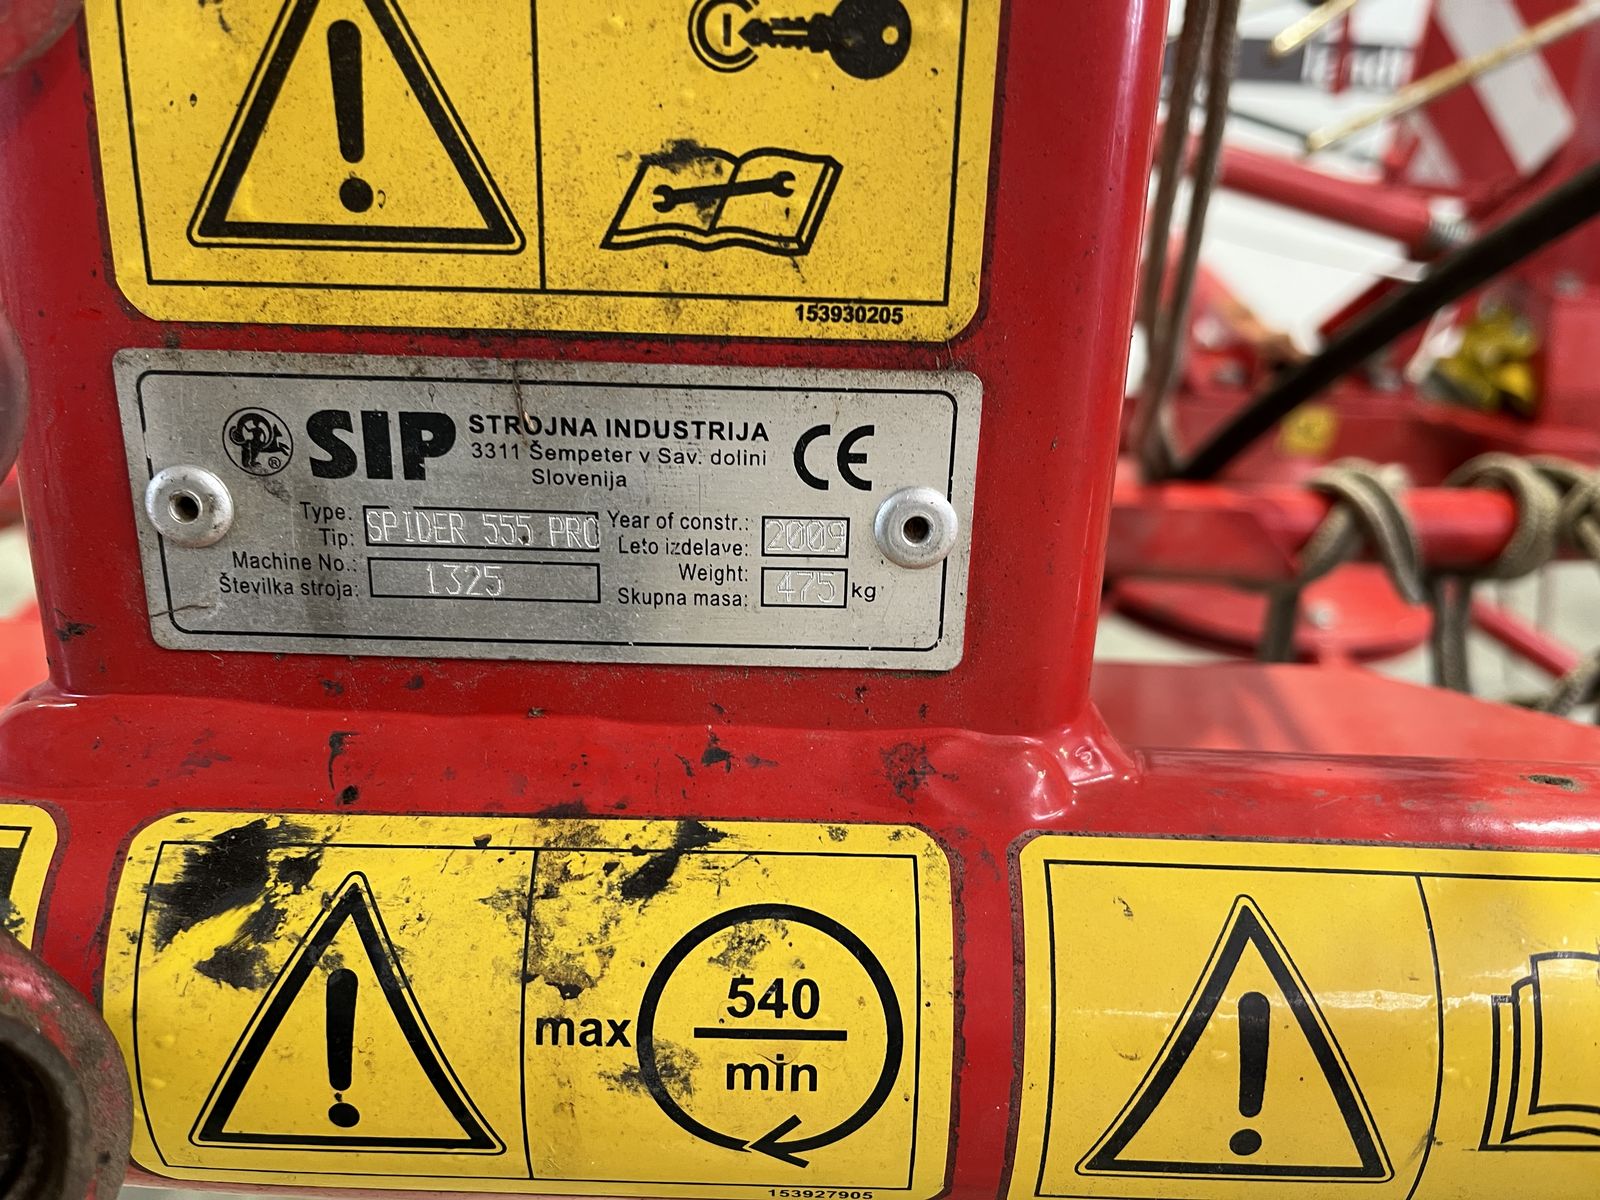 153930205
SIP
®
STROJNA INDUSTRIJA
3311 Šempeter v Sav. dolini
Slovenija
CE
Type.
Tip:
SPIDER 555 PRO
Machine No.:
Številka stroja:
1325
Year of constr.:
Leto izdelave:
2009
Weight:
Skupna masa:
475 kg
max
540
min
153927905